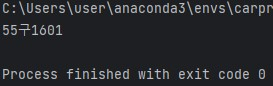 C:\Users\user\anaconda3\envs\carpr
55구1601
Process finished with exit code 0